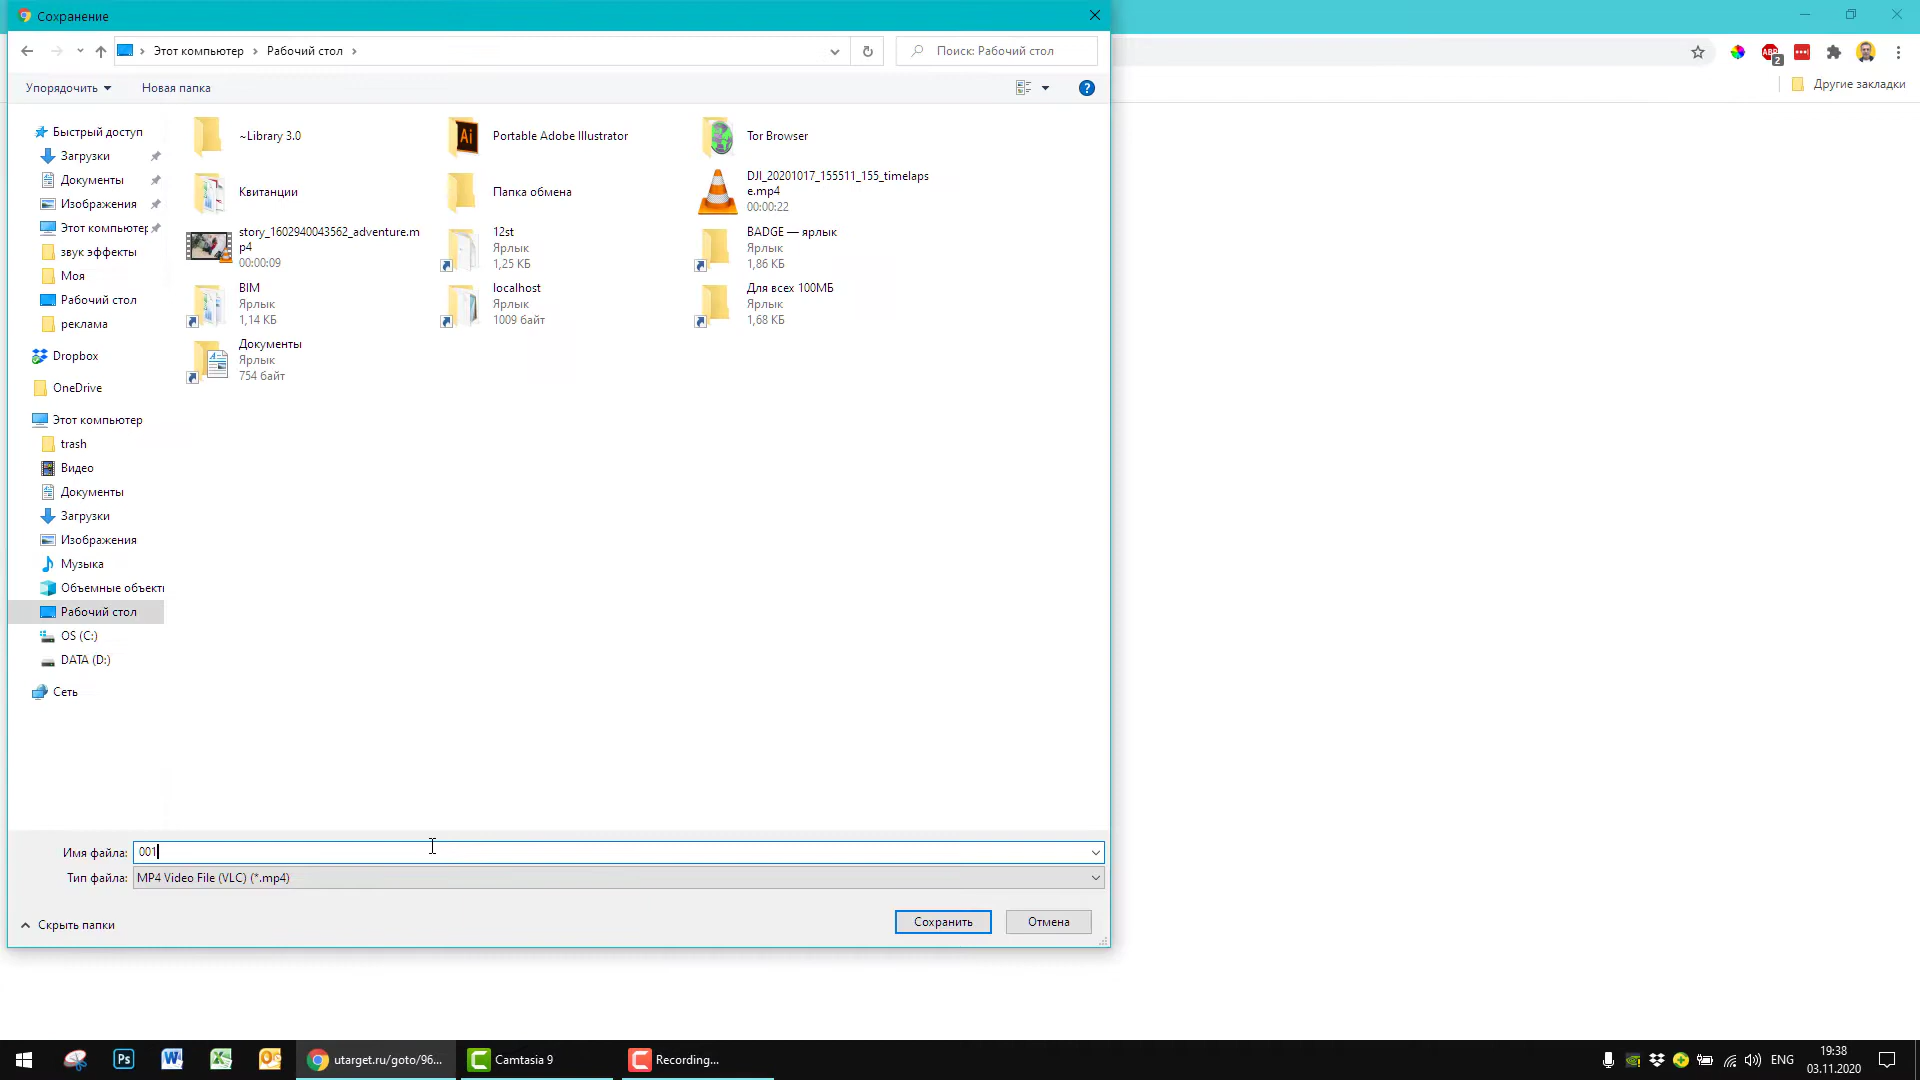 Сохранение
Этот компьютер
Рабочий стол
Поиск: Рабочий стол
ABP
2
Другие закладки
Упорядочить
Новая папка
?
Быстрый доступ
Загрузки
Документы
Изображения
Этот компьютер
звук эффекты
Моя
Рабочий стол
реклама
Dropbox
OneDrive
Этот компьютер
trash
Видео
Документы
Загрузки
Изображения
Музыка
Объемные объекты
Рабочий стол
OS (C:)
DATA (D:)
Сеть
~Library 3.0
Ai
Portable Adobe Illustrator
Tor Browser
Квитанции
Папка обмена
DJI_20201017_155511_155_timelaps
e.mp4
00:00:22
story_1602940043562_adventure.m
p4
00:00:09
12st
Ярлык
1,25 КБ
BADGE — ярлык
Ярлык
1,86 КБ
BIM
Ярлык
1,14 КБ
localhost
Ярлык
1009 байт
Для всех 100МБ
Ярлык
1,68 КБ
Документы
Ярлык
754 байт
Имя файла:
001
Тип файла:
MP4 Video File (VLC) (*.mp4)
Скрыть папки
Сохранить
Отмена
Ps
utarget.ru/goto/96...
Camtasia 9
Recording...
ENG
19:38
03.11.2020